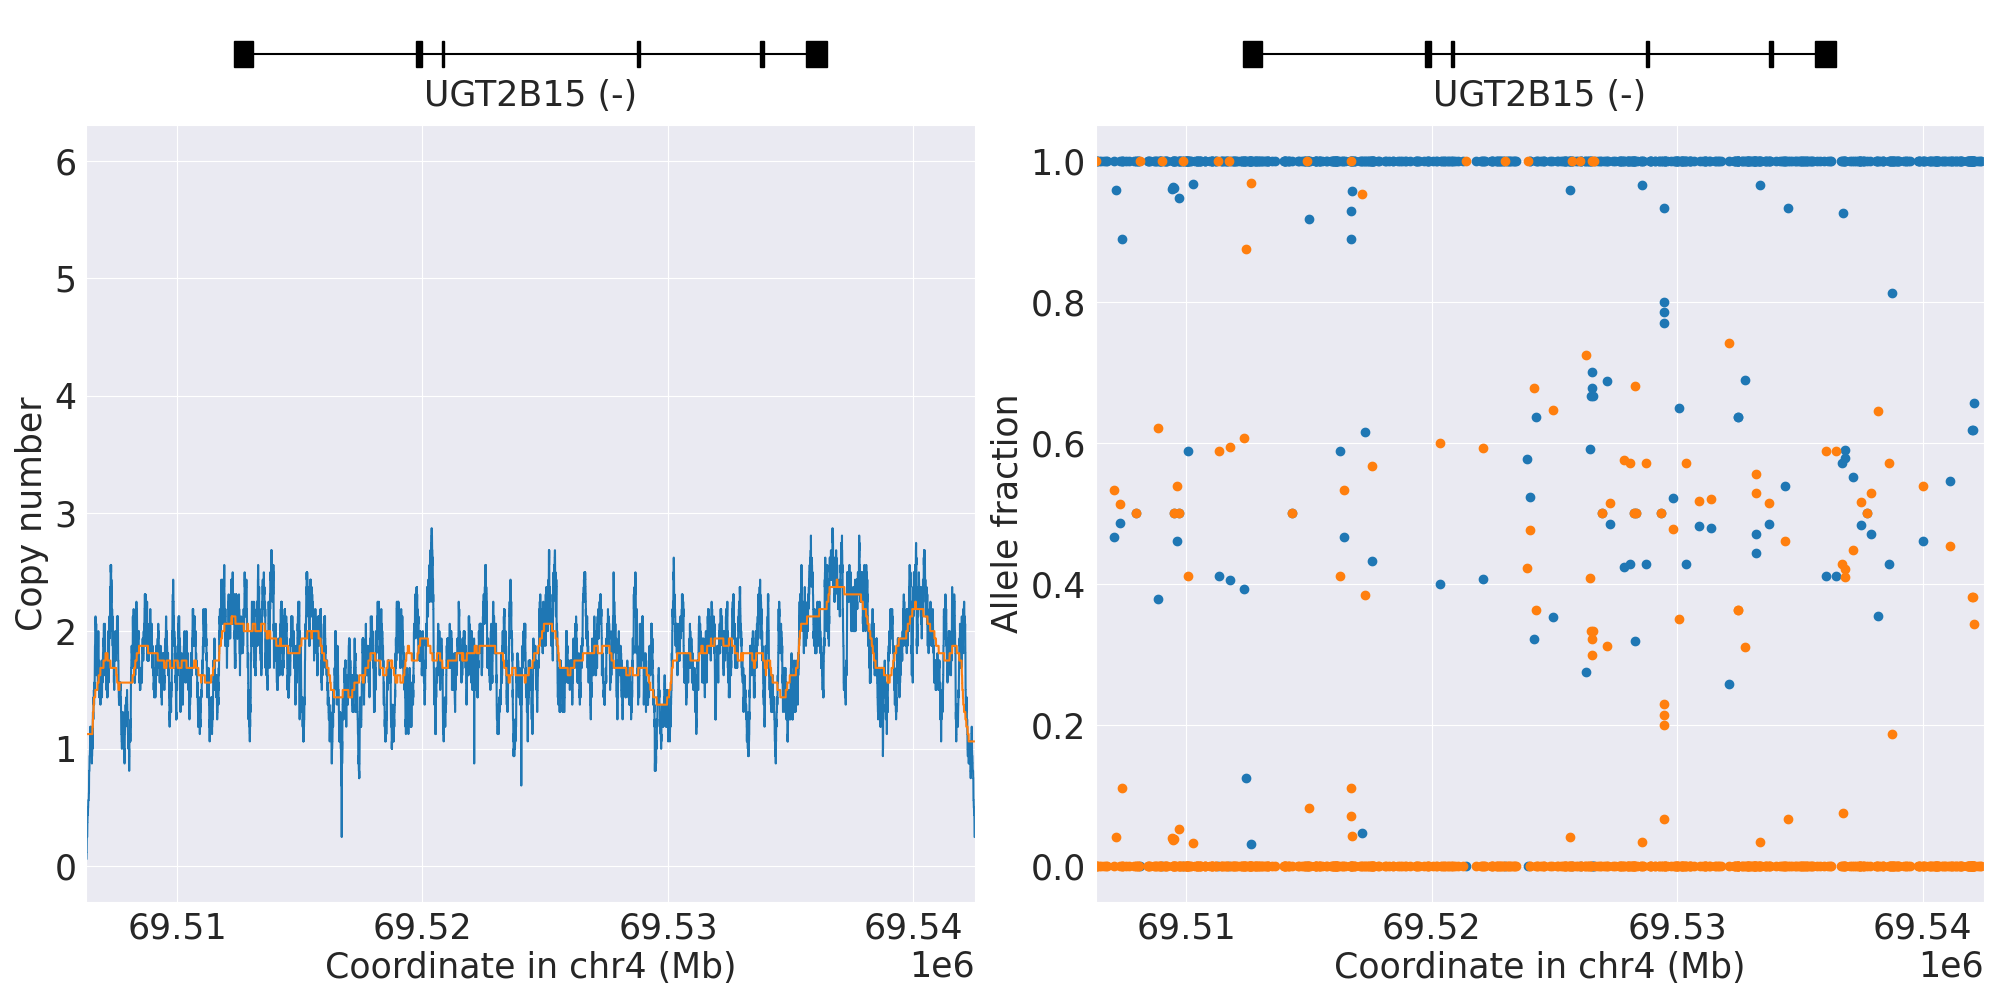 UGT2B15 (-)
6
5
4
3
2
1
0
Copy number
69.51 69.52 69.53 69.54
Coordinate in chr4 (Mb)
1e6
UGT2B15 (-)
1.0
0.8
0.6
0.4
0.2
0.0
Allele fraction
69.51 69.52 69.53 69.54
Coordinate in chr4 (Mb)
1e6